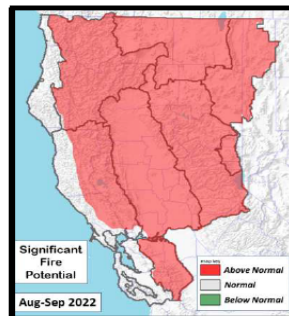 Significant
Fire
Potential
Aug-Sep 2022
Above Normal
Normal
Below Normal